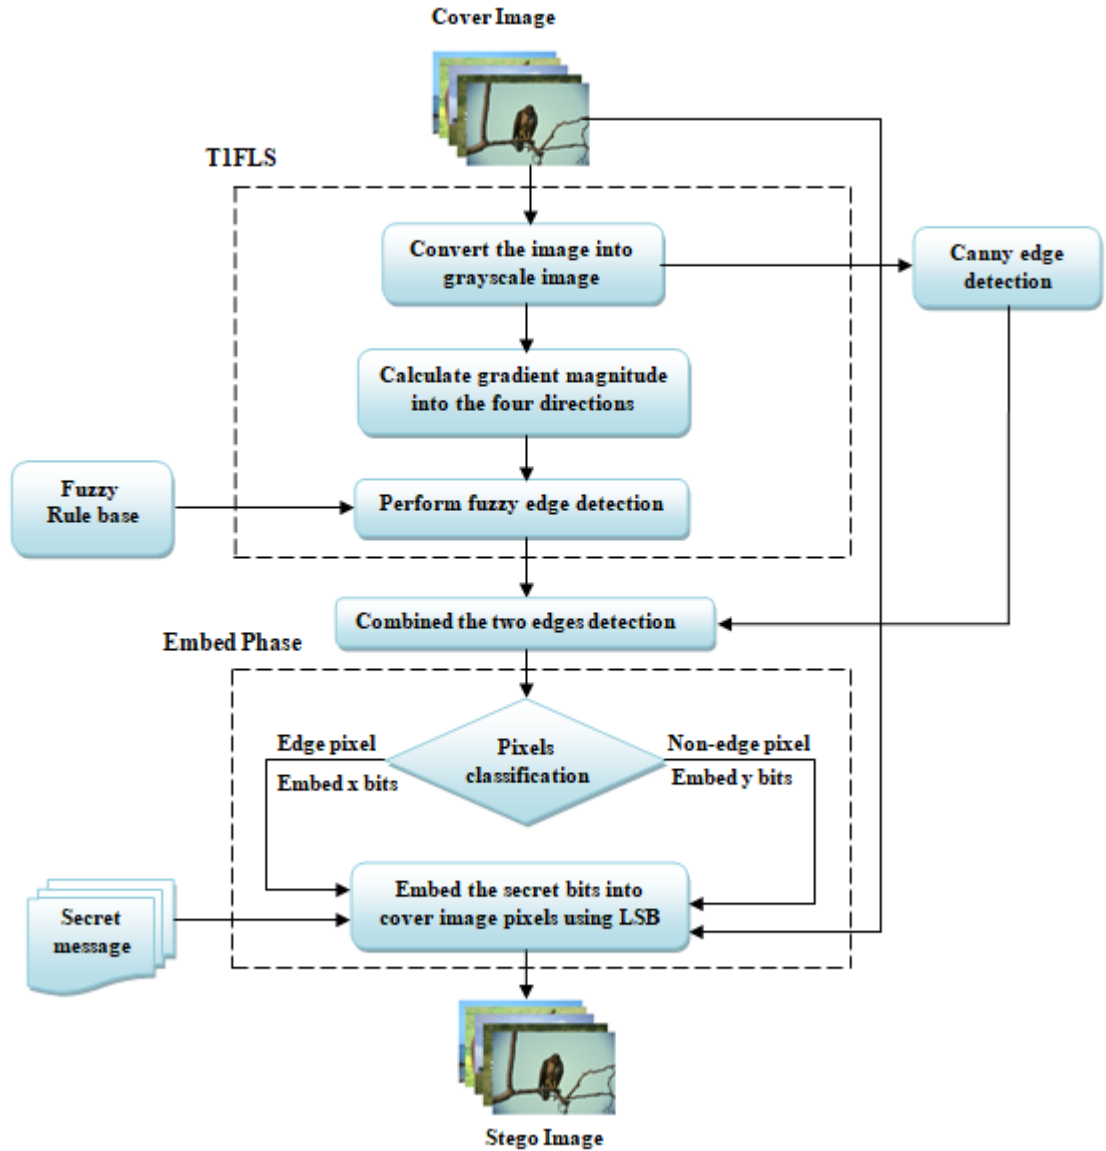 Cover Image
T1FLS
Convert the image into
grayscale image
Canny edge
detection
Calculate gradient magnitude
into the four directions
Fuzzy
Rule base
Perform fuzzy edge detection
Combined the two edges detection
Embed Phase
Edge pixel
Embed x bits
Pixels
classification
Non-edge pixel
Embed y bits
Secret
message
Embed the secret bits into
cover image pixels using LSB
Stego Image